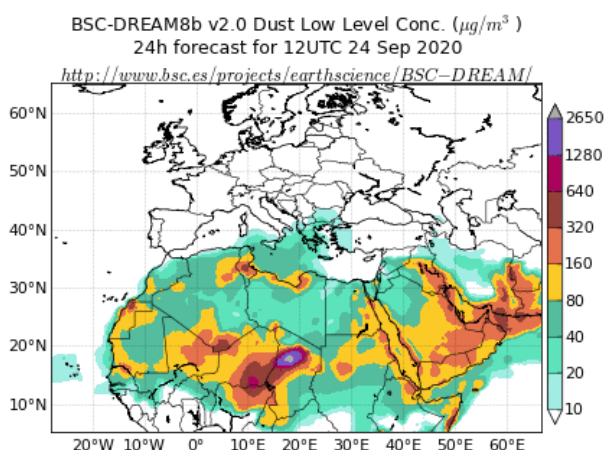 BSC-DREAM8b v2.0 Dust Low Level Conc. (μg/m³ )
24h forecast for 12UTC 24 Sep 2020
http://www.bsc.es/projects/earthscience/BSC−DREAM/
60°N
50°N
40°N
30°N
20°N
10°N
20°W 10°W 0° 10°E 20°E 30°E 40°E 50°E 60°E
2650
1280
640
320
160
80
40
20
10